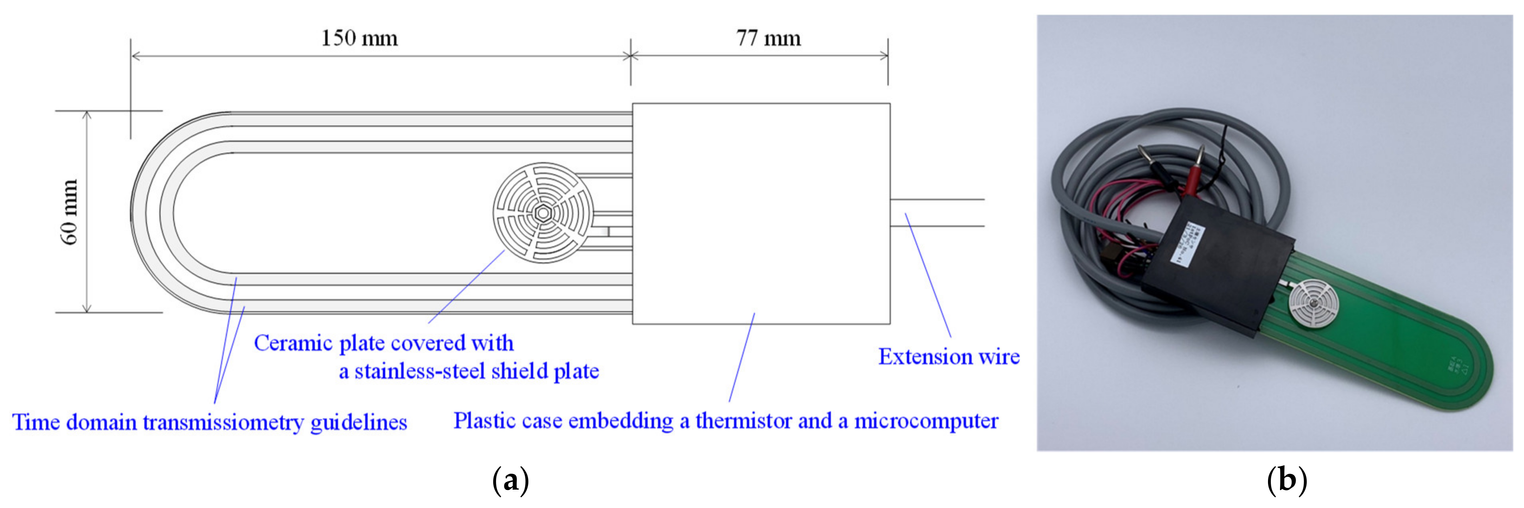 150 mm
77 mm
60 mm
Ceramic plate covered with
a stainless-steel shield plate
Extension wire
Time domain transmissiometry guidelines
Plastic case embedding a thermistor and a microcomputer
(a)
(b)